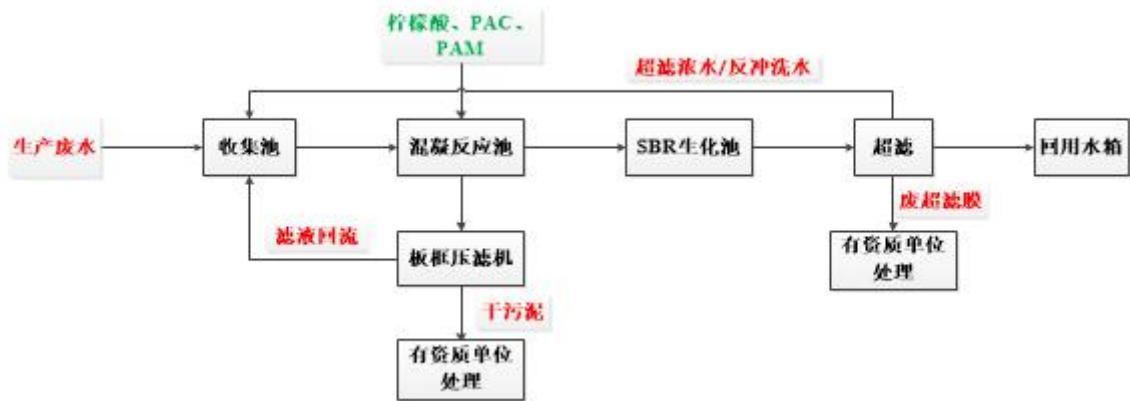 柠檬酸、PAC、
PAM
超滤浓水/反冲洗水
生产废水
收集池
混凝反应池
SBR生化池
超滤
回用水箱
废超滤膜
滤液回流
板框压滤机
有资质单位
处理
干污泥
有资质单位
处理